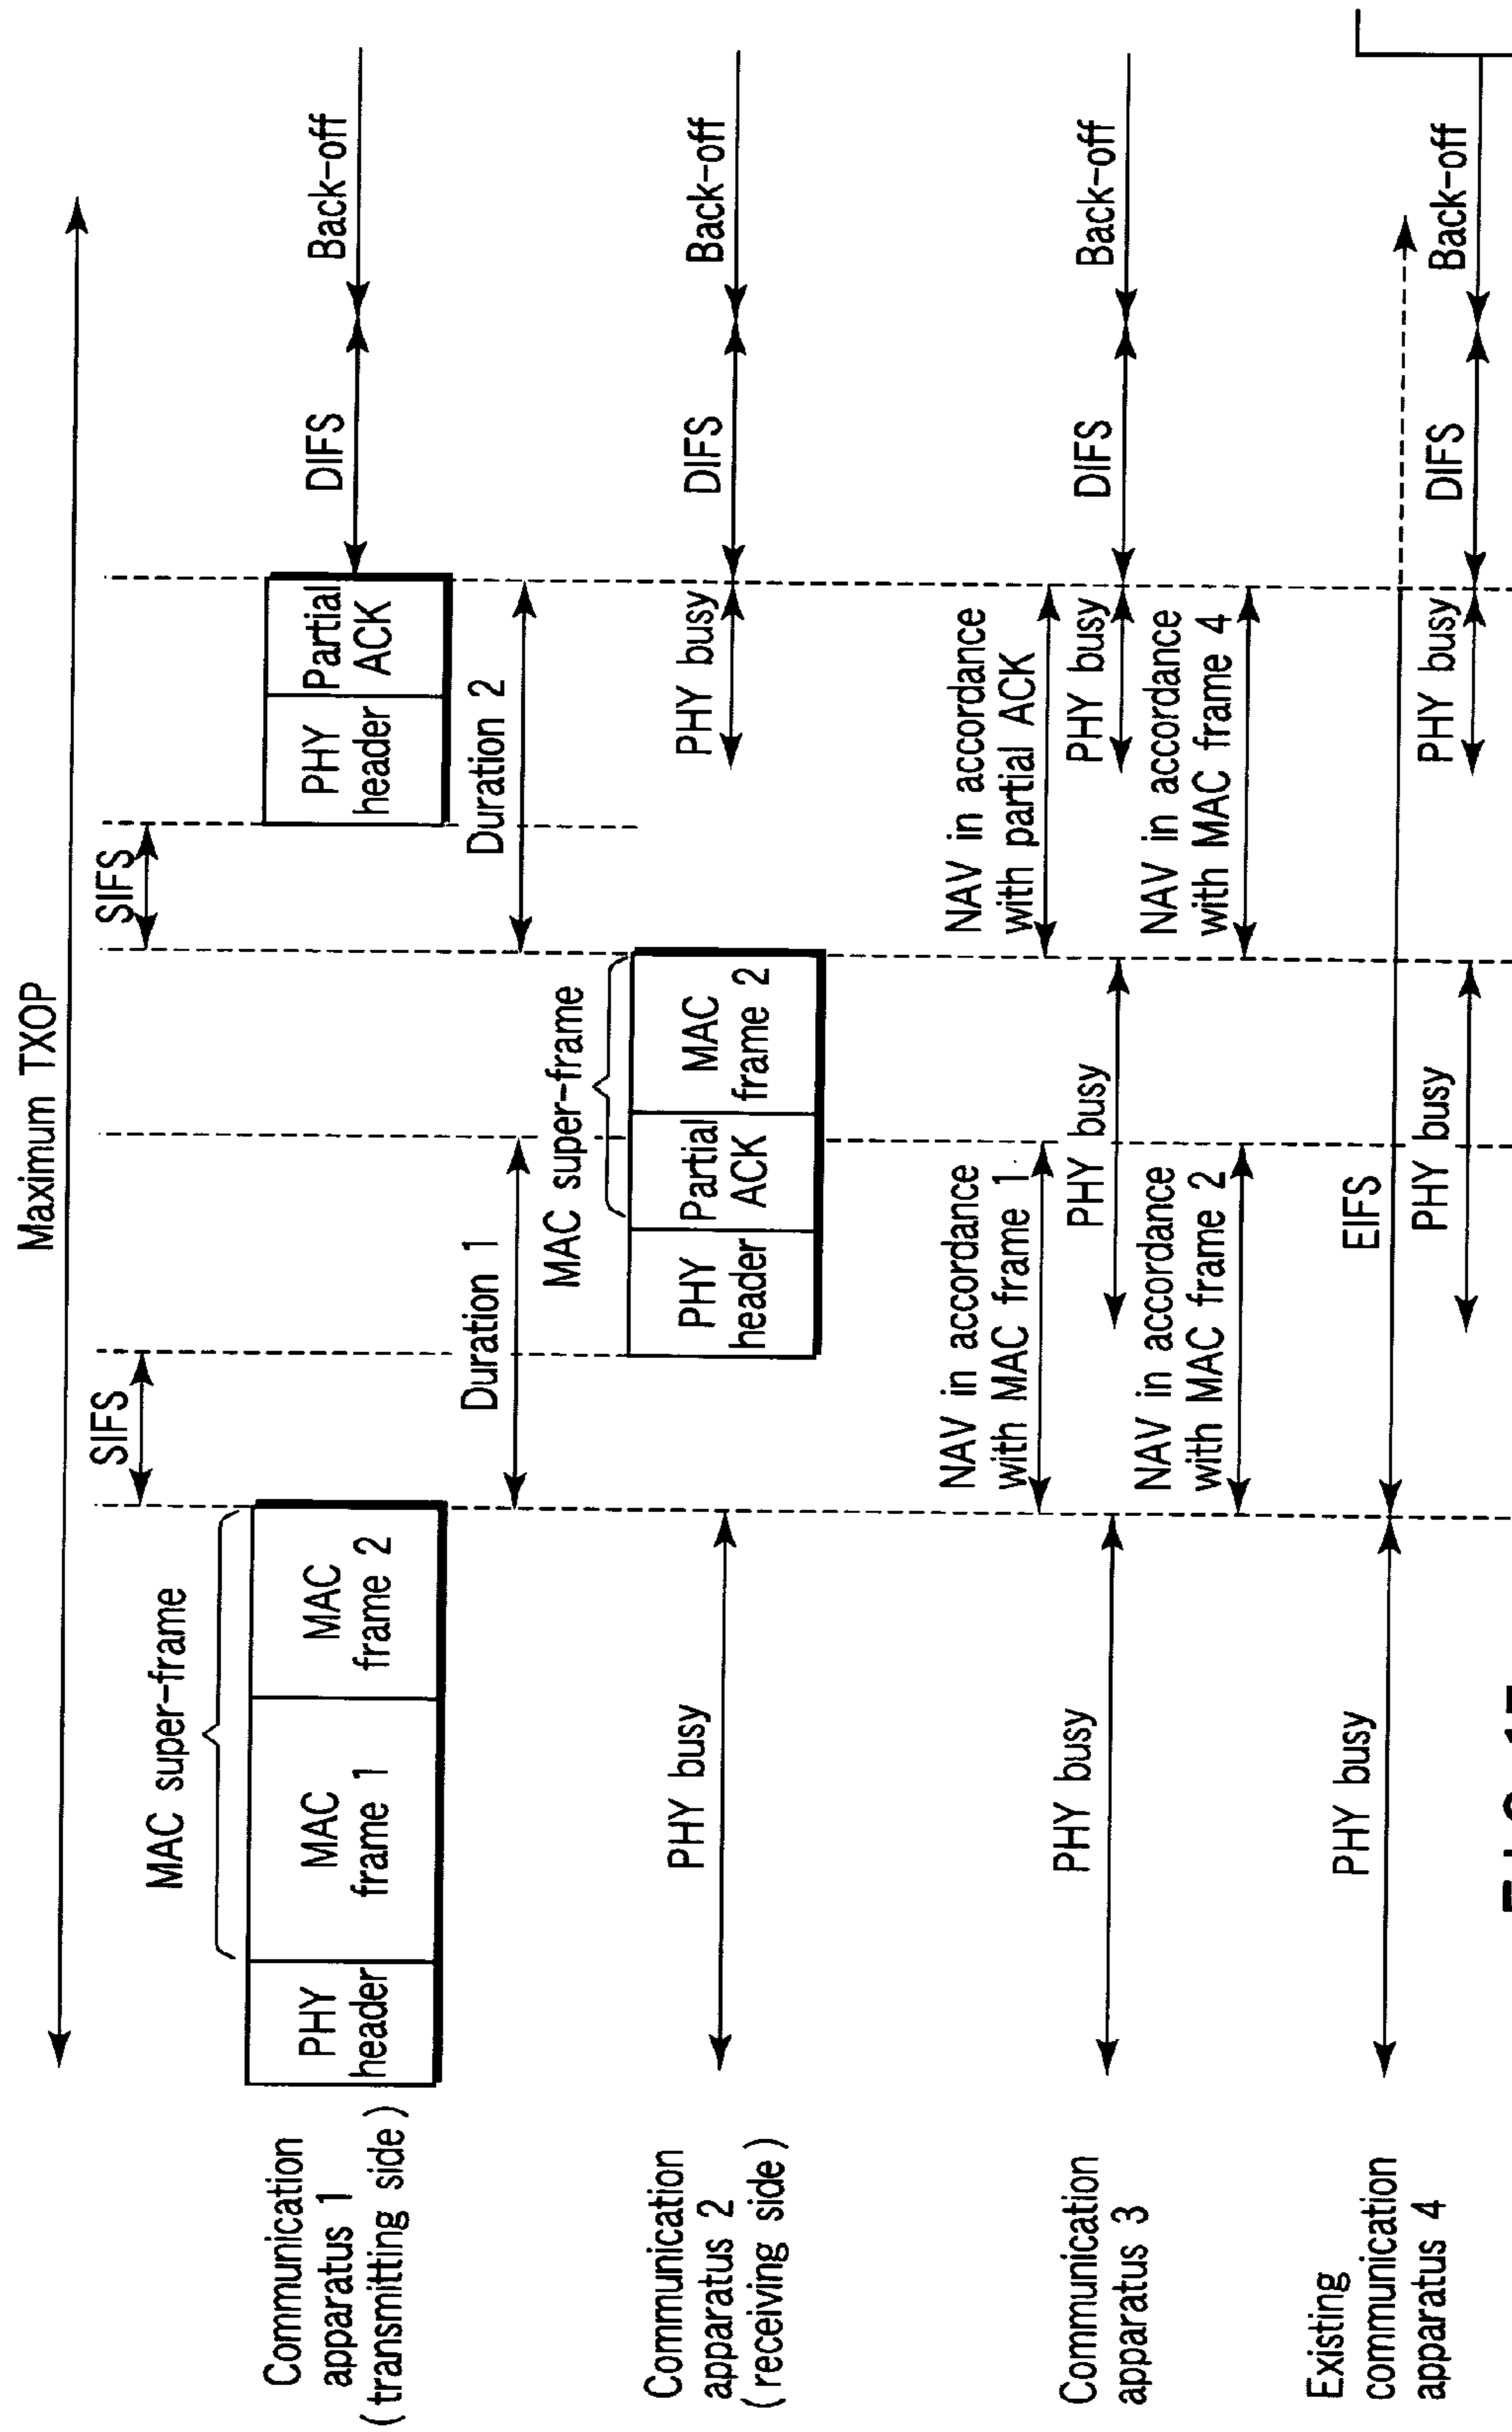 Maximum TXOP
SIFS
SIFS
MAC super-frame
Communication
apparatus 1
(transmitting side)
PHY
header
MAC
frame 1
MAC
frame 2
PHY
header
Partial
ACK
DIFS
Back-off
Duration 1
Duration 2
MAC super-frame
Communication
apparatus 2
(receiving side)
PHY busy
PHY
header
Partial
ACK
MAC
frame 2
PHY busy
DIFS
Back-off
NAV in accordance
with MAC frame 1
NAV in accordance
with partial ACK
Communication
apparatus 3
PHY busy
PHY busy
PHY busy
DIFS
Back-off
NAV in accordance
with MAC frame 2
NAV in accordance
with MAC frame 4
Existing
communication
apparatus 4
PHY busy
EIFS
PHY busy
PHY busy
DIFS
Back-off